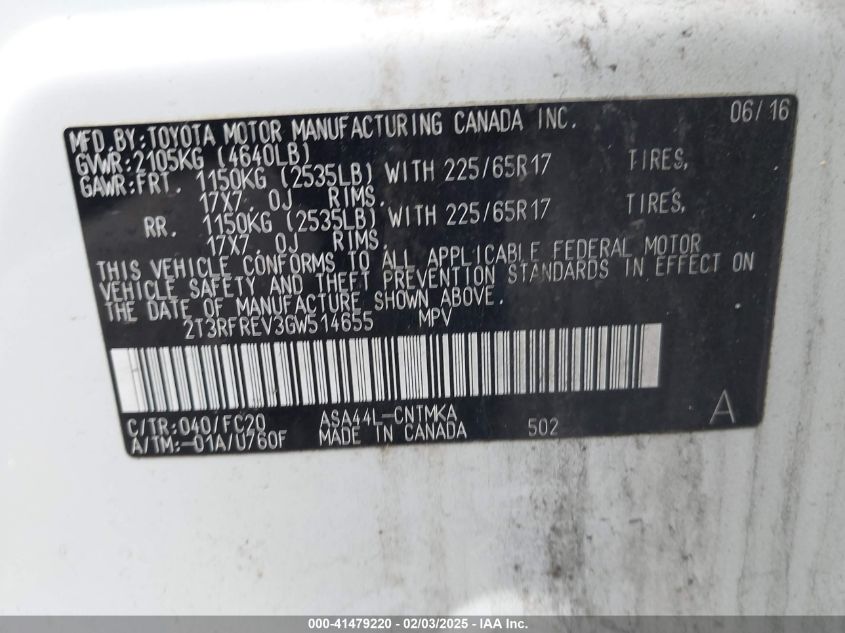 06/16
MFD.BY:TOYOTA MOTOR MANUFACTURING CANADA INC.
GVWR:2105KG (4640LB)
GAWR:FRT. 1150KG (2535LB) WITH 225/65R17 TIRES,
17X7.0J RIMS.
RR. 1150KG (2535LB) WITH 225/65R17 TIRES,
17X7.0J RIMS.
THIS VEHICLE CONFORMS TO ALL APPLICABLE FEDERAL MOTOR
VEHICLE SAFETY AND THEFT PREVENTION STANDARDS IN EFFECT ON
THE DATE OF MANUFACTURE SHOWN ABOVE.
2T3RFREV3GW514655 MPV
C/TR:040/FC20 ASA44L-CNTMKA A
A/TM:-01A/U760F MADE IN CANADA 502
000-41479220 - 02/03/2025 - IAA Inc.